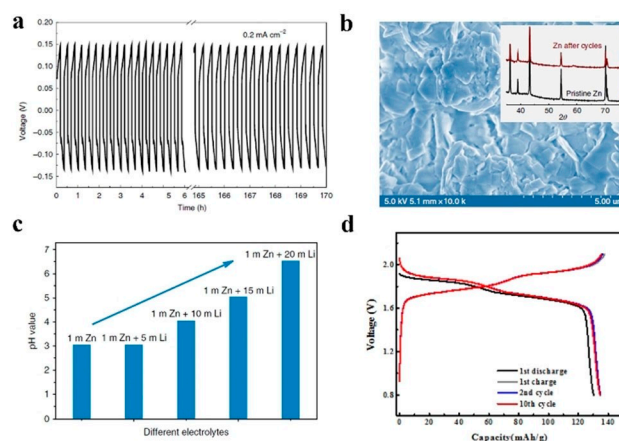 a
0.20
0.15
0.10
0.05
0.00
−0.05
−0.10
−0.15
Voltage (V)
0.2 mA cm−2
0 1 2 3 4 5 6 165 166 167 168 169 170
Time (h)
b
Zn after cycles
Pristine Zn
40 50 60 70
2θ
5.0 kV 5.1 mm ×10.0 k
5.00 um
c
8
7
6
5
4
3
2
1
0
pH value
1 m Zn
1 m Zn + 5 m Li
1 m Zn + 10 m Li
1 m Zn + 15 m Li
1 m Zn + 20 m Li
Different electrolytes
d
2.0
1.6
1.2
0.8
Voltage (V)
1st discharge
1st charge
2nd cycle
10th cycle
0 20 40 60 80 100 120 140
Capacity(mAh/g)